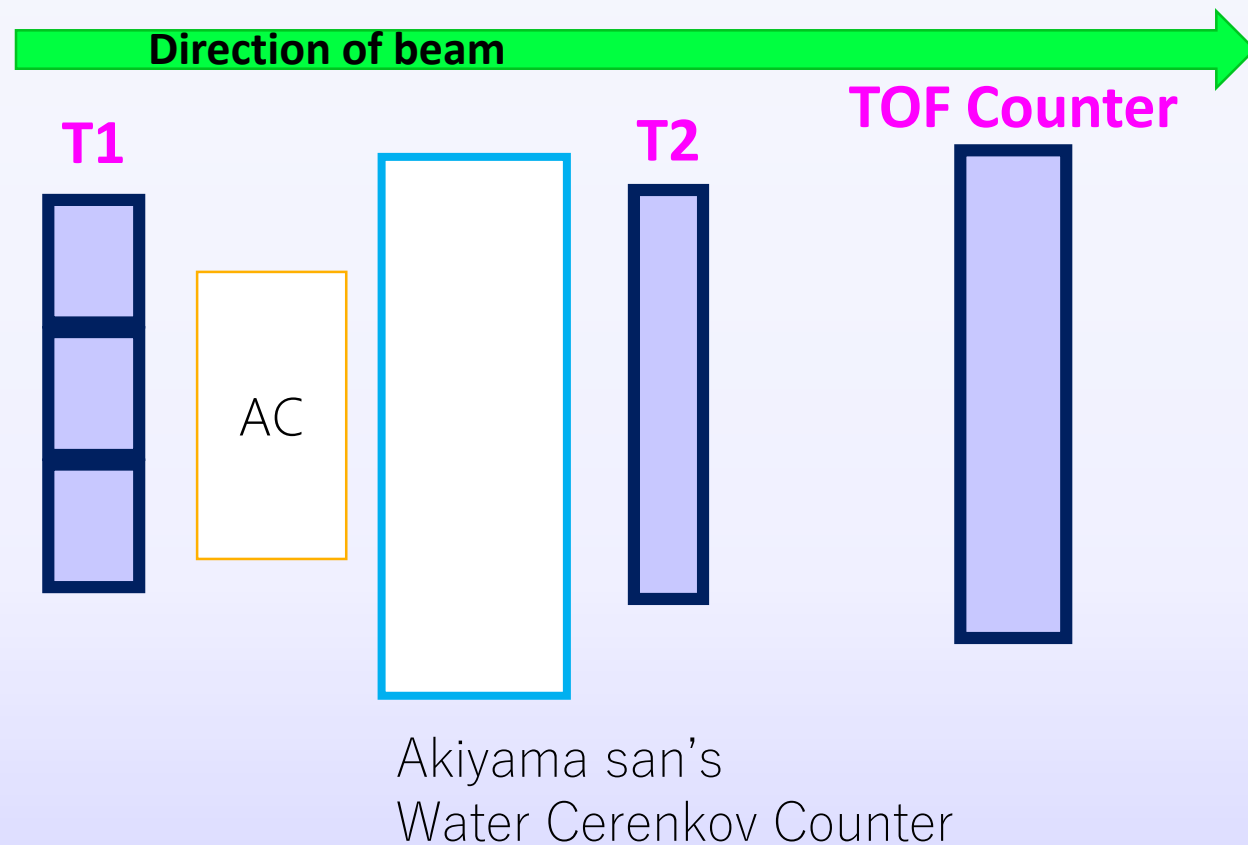 Direction of beam
TOF Counter
T1
T2
AC
Akiyama san’s
Water Cerenkov Counter